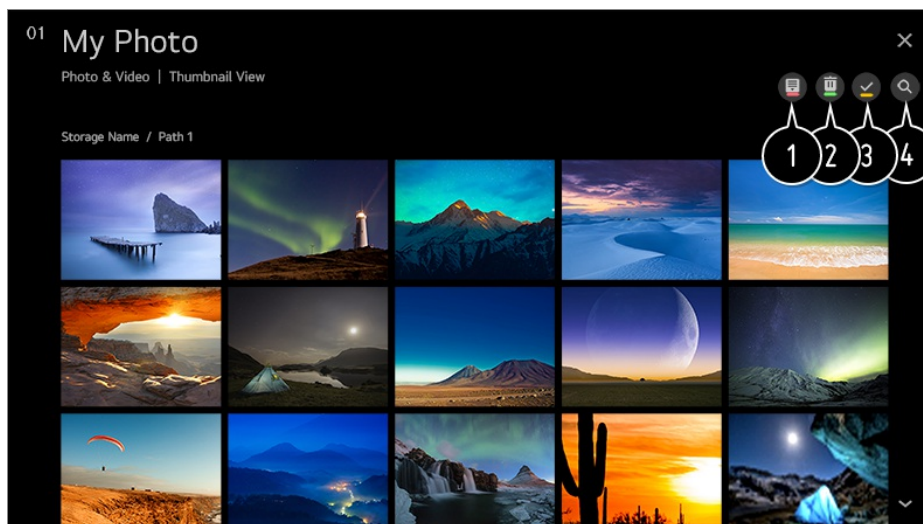 01
My Photo
Photo & Video | Thumbnail View
Storage Name / Path 1
1 2 3 4